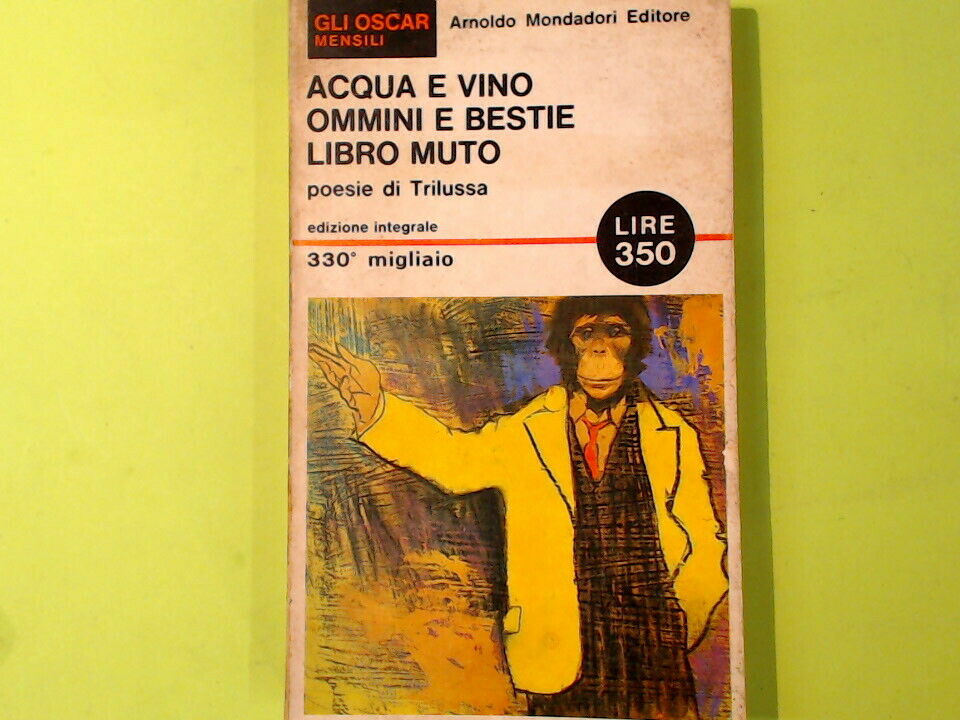 GLI OSCAR
MENSILI
Arnoldo Mondadori Editore
ACQUA E VINO
OMMINI E BESTIE
LIBRO MUTO
poesie di Trilussa
edizione integrale
LIRE
350
330° migliaio